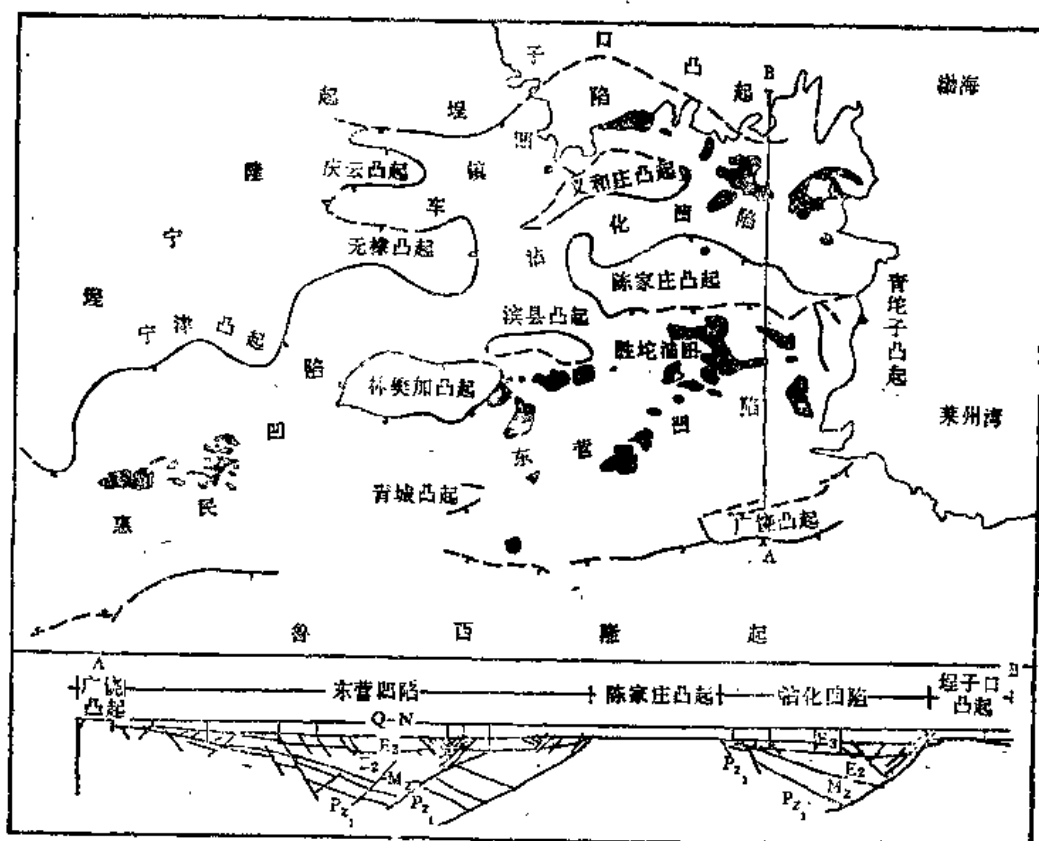 子 口
起 埕 陷 凸 起 B 渤海
隆 庆云凸起 镇 凹 义和庄凸起
宁 车 化 凹 陷
无棣凸起 沾
埕 陈家庄凸起 青坨子凸起
宁津凸起 滨县凸起
陷 林樊加凸起 胜坨油田
凹 东 营 凹 陷 莱州湾
惠 民 青城凸起 广饶凸起
A
鲁 西 隆 起
A B
广饶凸起 东营凹陷 陈家庄凸起 沾化凹陷 埕子口凸起
Q-N
E3 E3
E2 E2
Mz Mz
Pz1 Pz1 Pz1 Pz1